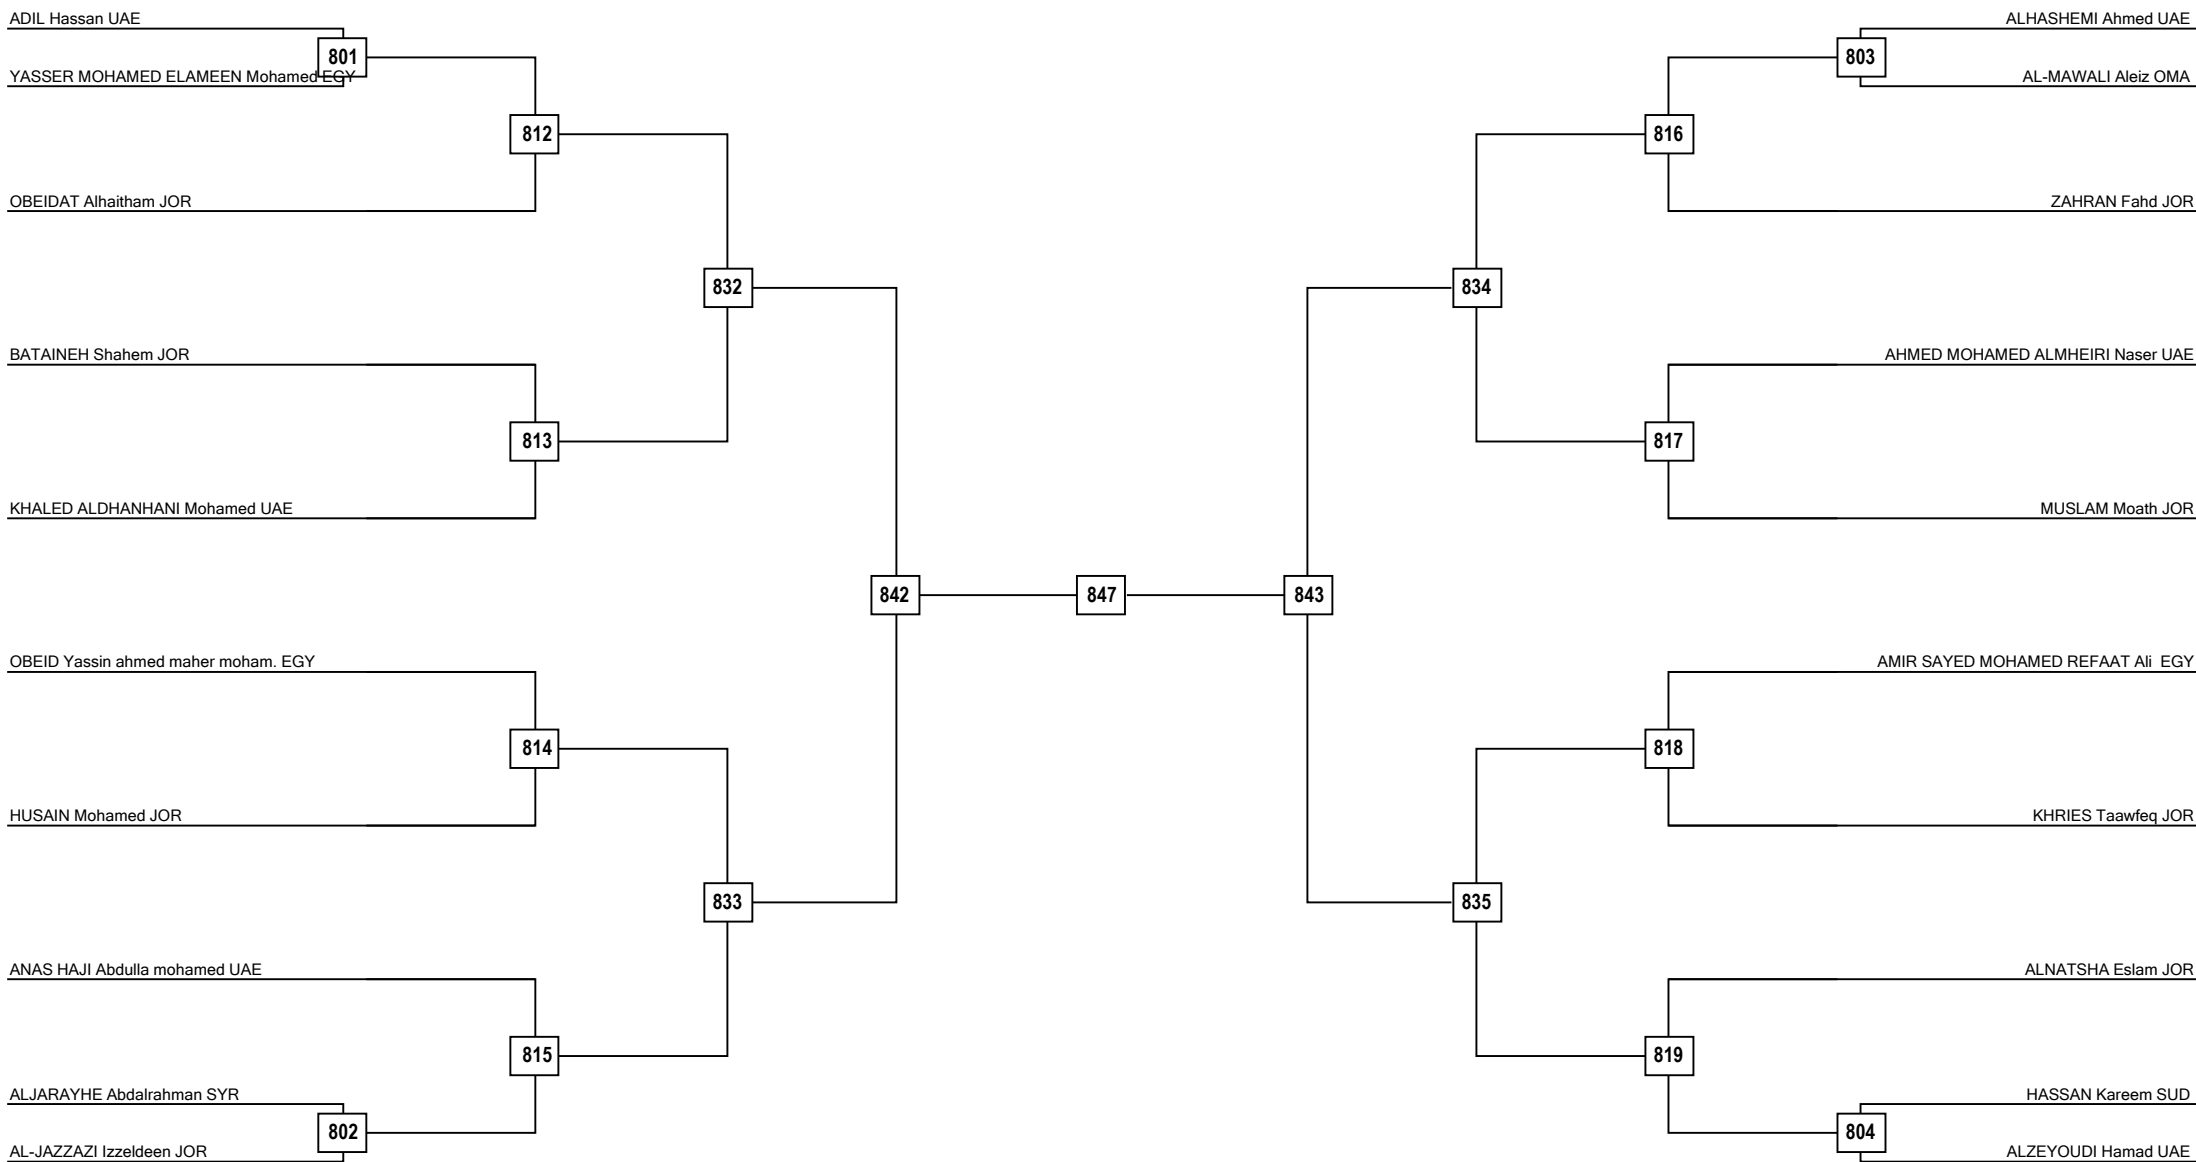 ADIL Hassan UAE
ALHASHEMI Ahmed UAE
801
803
YASSER MOHAMED ELAMEEN Mohamed EGY
AL-MAWALI Aleiz OMA
812
816
OBEIDAT Alhaitham JOR
ZAHRAN Fahd JOR
832
834
BATAINEH Shahem JOR
AHMED MOHAMED ALMHEIRI Naser UAE
813
817
KHALED ALDHANHANI Mohamed UAE
MUSLAM Moath JOR
842
847
843
OBEID Yassin ahmed maher moham. EGY
AMIR SAYED MOHAMED REFAAT Ali EGY
814
818
HUSAIN Mohamed JOR
KHRIES Taawfeq JOR
833
835
ANAS HAJI Abdulla mohamed UAE
ALNATSHA Eslam JOR
815
819
ALJARAYHE Abdalrahman SYR
HASSAN Kareem SUD
802
804
AL-JAZZAZI Izzeldeen JOR
ALZEYOUDI Hamad UAE